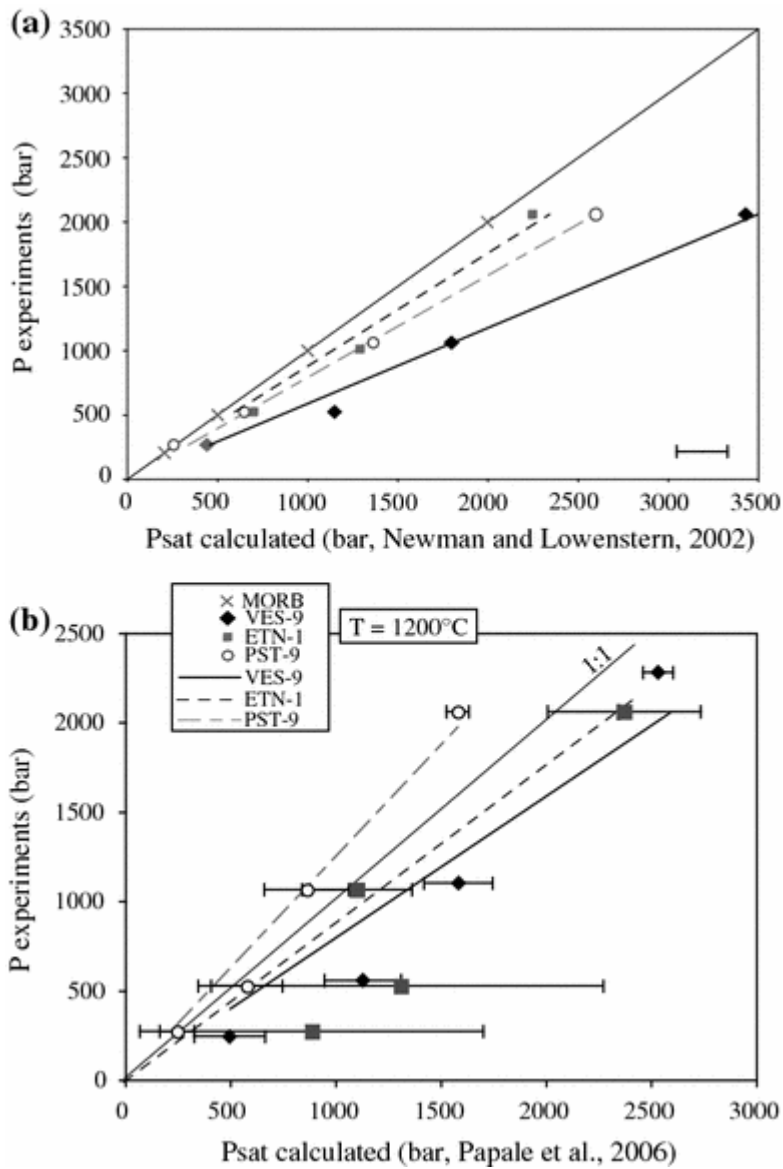 (a)
3500
3000
2500
2000
1500
1000
500
0
P experiments (bar)
0 500 1000 1500 2000 2500 3000 3500
Psat calculated (bar, Newman and Lowenstern, 2002)
(b)
MORB
VES-9
ETN-1
PST-9
VES-9
ETN-1
PST-9
T = 1200°C
1:1
2500
2000
1500
1000
500
0
P experiments (bar)
0 500 1000 1500 2000 2500 3000
Psat calculated (bar, Papale et al., 2006)